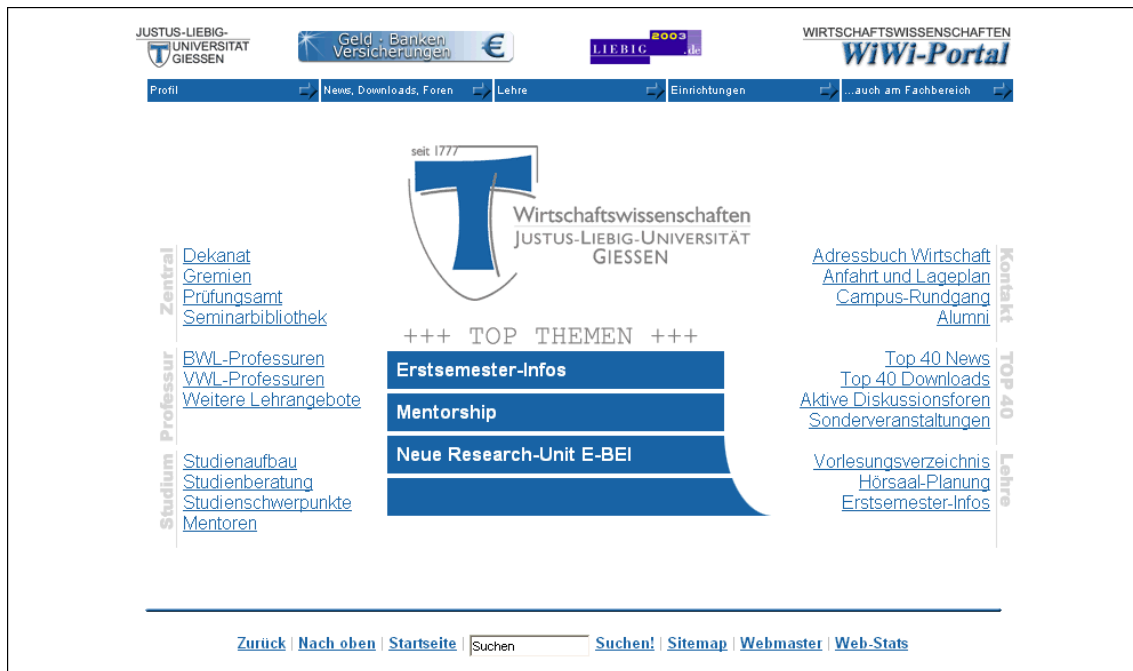 JUSTUS-LIEBIG-
UNIVERSITÄT
GIESSEN
Geld · Banken
Versicherungen €
LIEBIG 2003 .de
WIRTSCHAFTSWISSENSCHAFTEN
WiWi-Portal
Profil
News, Downloads, Foren
Lehre
Einrichtungen
...auch am Fachbereich
seit 1777
Wirtschaftswissenschaften
JUSTUS-LIEBIG-UNIVERSITÄT
GIESSEN
Zentral
Dekanat
Gremien
Prüfungsamt
Seminarbibliothek
Professur
BWL-Professuren
VWL-Professuren
Weitere Lehrangebote
Studium
Studienaufbau
Studienberatung
Studienschwerpunkte
Mentoren
+++ TOP THEMEN +++
Erstsemester-Infos
Mentorship
Neue Research-Unit E-BEI
Kontakt
Adressbuch Wirtschaft
Anfahrt und Lageplan
Campus-Rundgang
Alumni
TOP 40
Top 40 News
Top 40 Downloads
Aktive Diskussionsforen
Sonderveranstaltungen
Lehre
Vorlesungsverzeichnis
Hörsaal-Planung
Erstsemester-Infos
Zurück | Nach oben | Startseite | Suchen Suchen! | Sitemap | Webmaster | Web-Stats